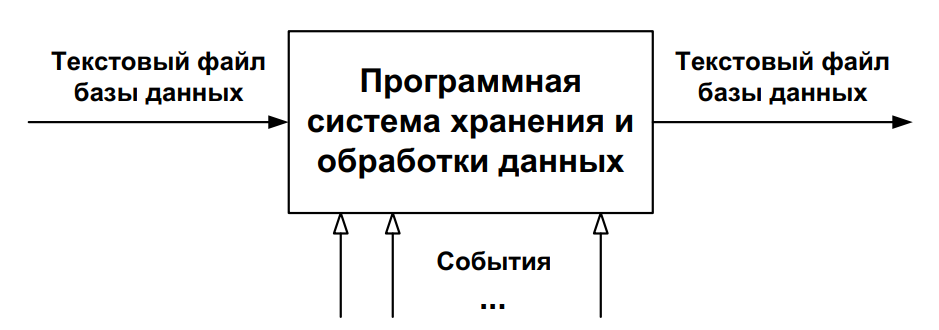 Текстовый файл
базы данных
Программная
система хранения и
обработки данных
Текстовый файл
базы данных
События
...